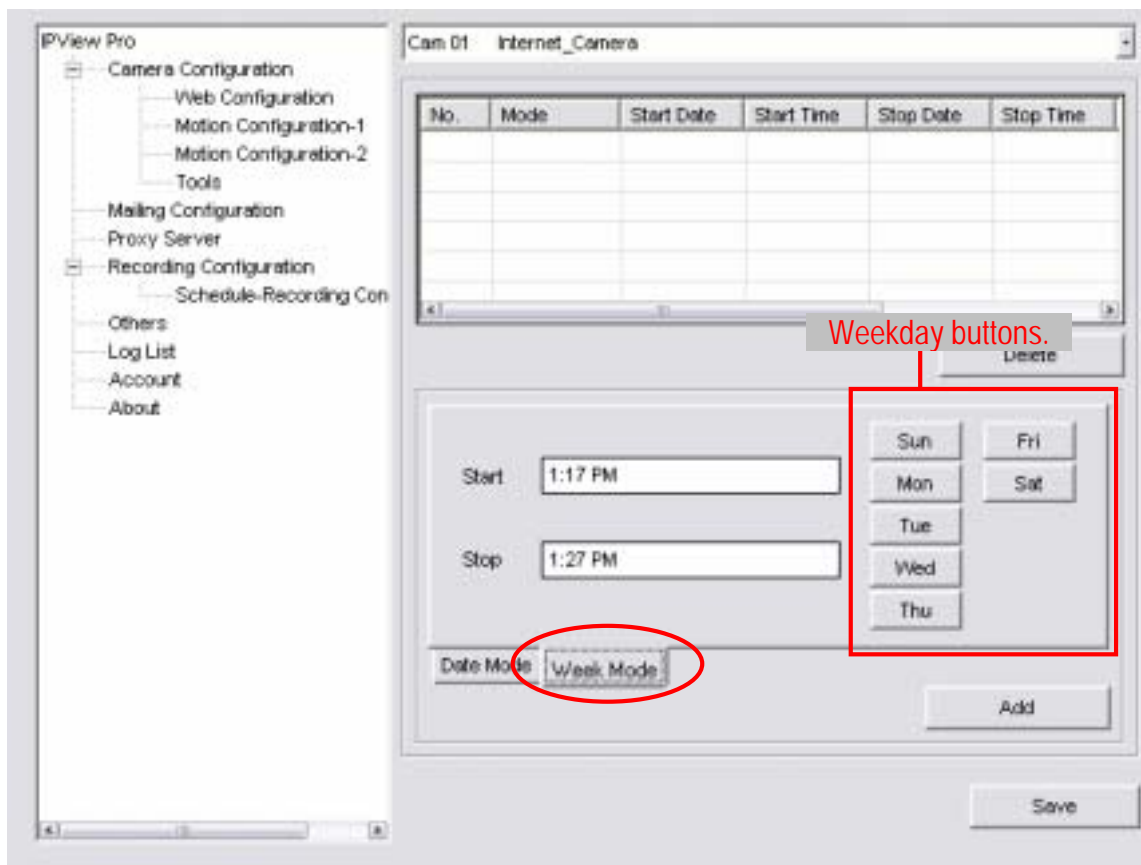 IPView Pro
Camera Configuration
Web Configuration
Motion Configuration-1
Motion Configuration-2
Tools
Mailing Configuration
Proxy Server
Recording Configuration
Schedule-Recording Con
Others
Log List
Account
About
Cam 01 Internet_Camera
No. Mode Start Date Start Time Stop Date Stop Time
Weekday buttons.
Delete
Start 1:17 PM
Stop 1:27 PM
Sun Fri
Mon Sat
Tue
Wed
Thu
Date Mode Week Mode
Add
Save